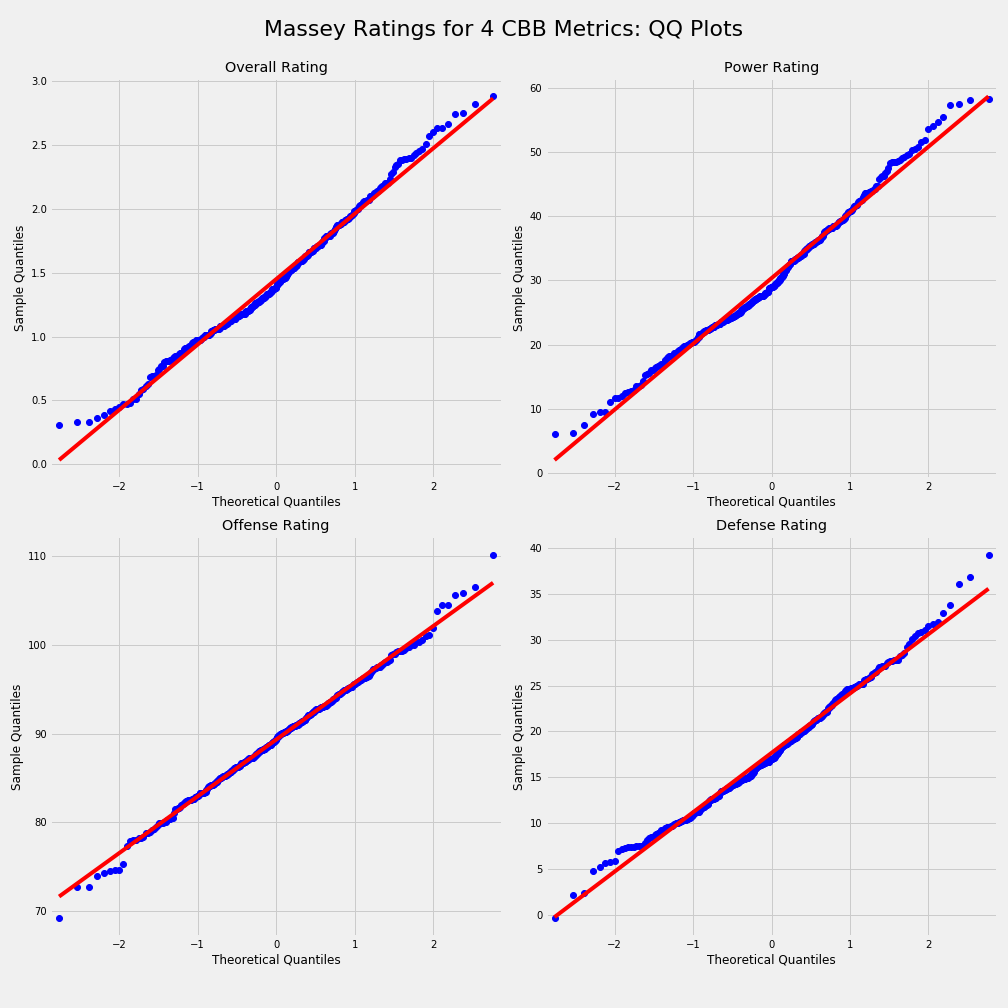 Massey Ratings for 4 CBB Metrics: QQ Plots
Overall Rating
Sample Quantiles
3.0
2.5
2.0
1.5
1.0
0.5
0.0
−2 −1 0 1 2
Theoretical Quantiles
Power Rating
Sample Quantiles
60
50
40
30
20
10
0
−2 −1 0 1 2
Theoretical Quantiles
Offense Rating
Sample Quantiles
110
100
90
80
70
−2 −1 0 1 2
Theoretical Quantiles
Defense Rating
Sample Quantiles
40
35
30
25
20
15
10
5
0
−2 −1 0 1 2
Theoretical Quantiles